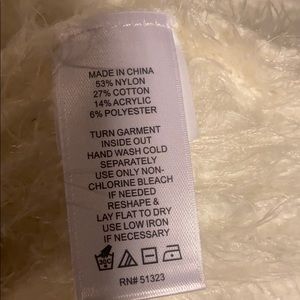 MADE IN CHINA
53% NYLON
27% COTTON
14% ACRYLIC
6% POLYESTER
TURN GARMENT
INSIDE OUT
HAND WASH COLD
SEPARATELY
USE ONLY NON-
CHLORINE BLEACH
IF NEEDED
RESHAPE &
LAY FLAT TO DRY
USE LOW IRON
IF NECESSARY
30C
RN# 51323